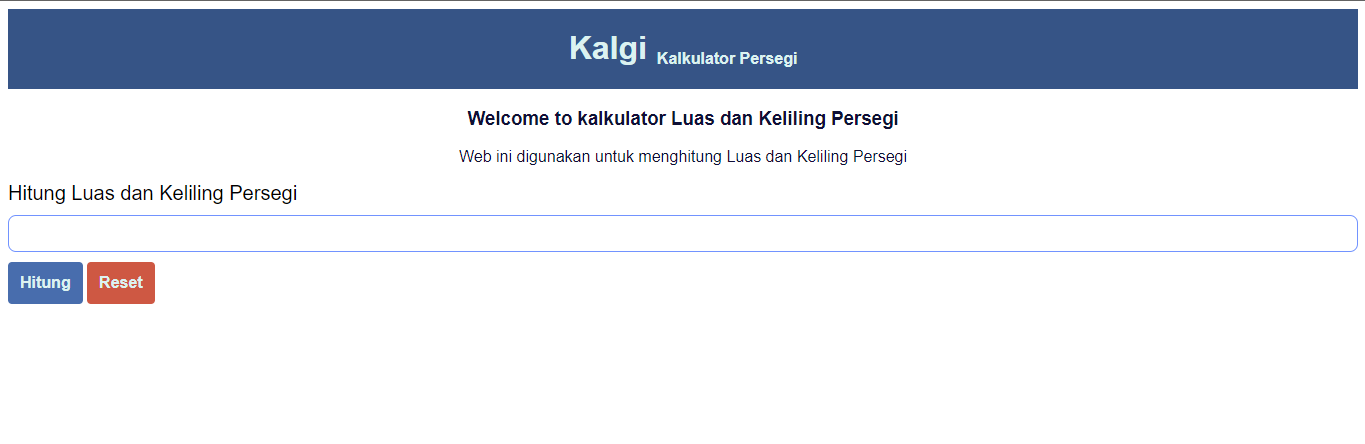 Kalgi Kalkulator Persegi
Welcome to kalkulator Luas dan Keliling Persegi
Web ini digunakan untuk menghitung Luas dan Keliling Persegi
Hitung Luas dan Keliling Persegi
Hitung Reset